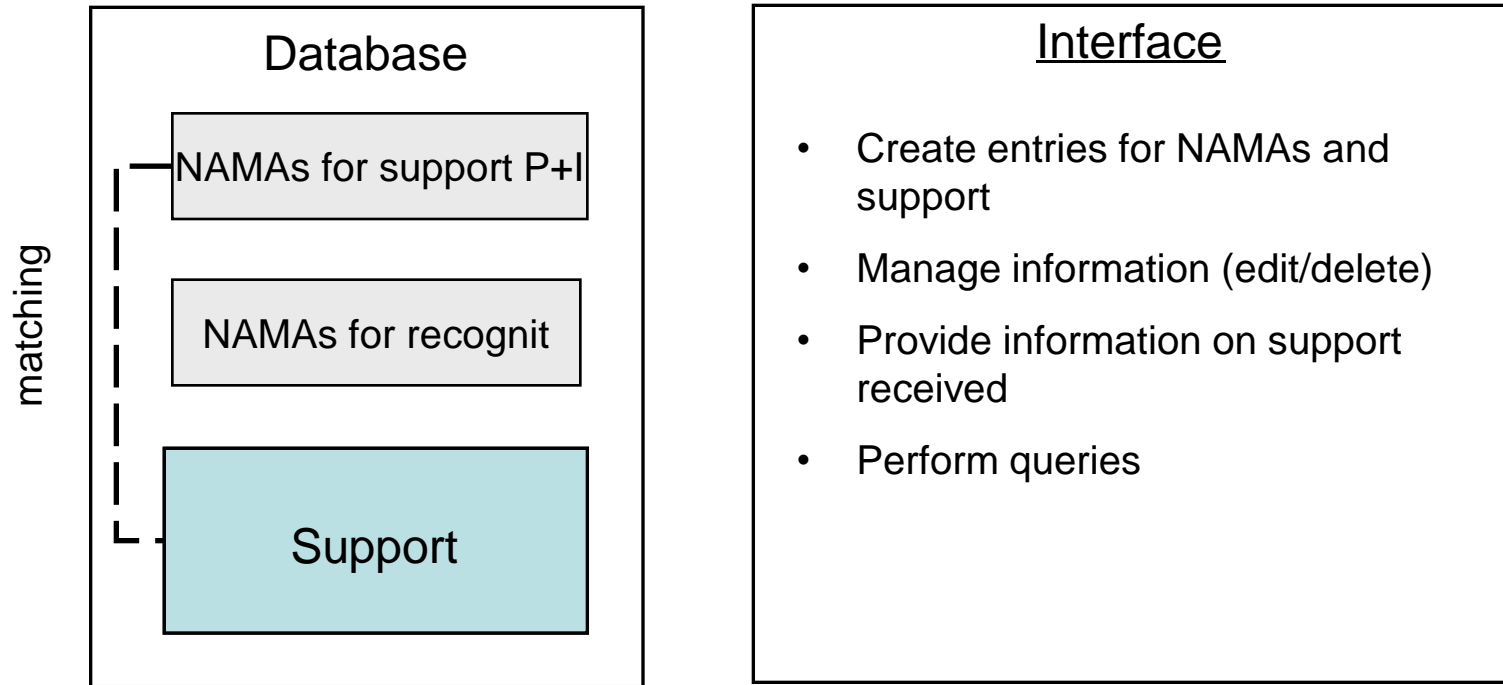 Database
NAMAs for support P+I
NAMAs for recognit
Support
matching
Interface
• Create entries for NAMAs and
support
• Manage information (edit/delete)
• Provide information on support
received
• Perform queries